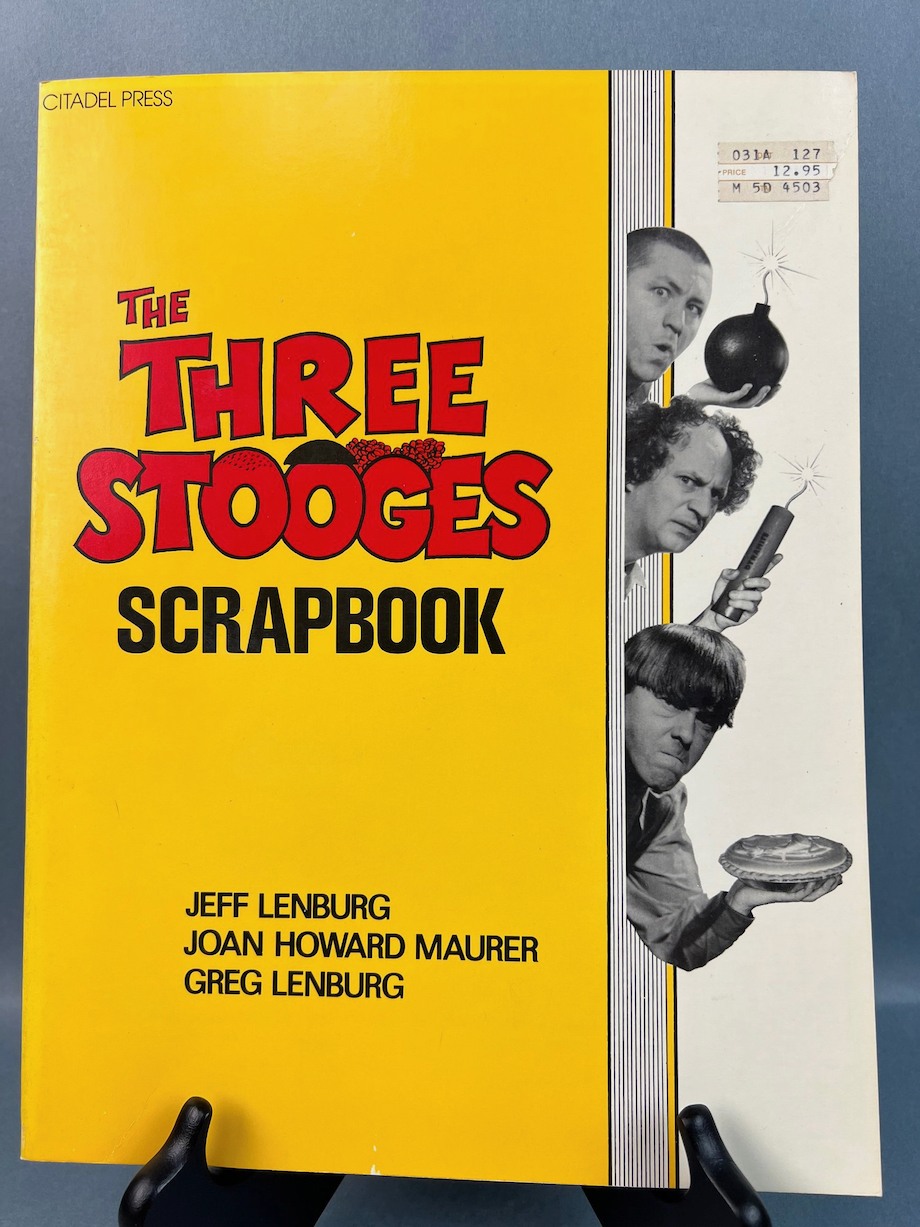 CITADEL PRESS
031A 127
PRICE 12.95
M 5D 4503
THE
THREE
STOOGES
SCRAPBOOK
DYNAMITE
JEFF LENBURG
JOAN HOWARD MAURER
GREG LENBURG